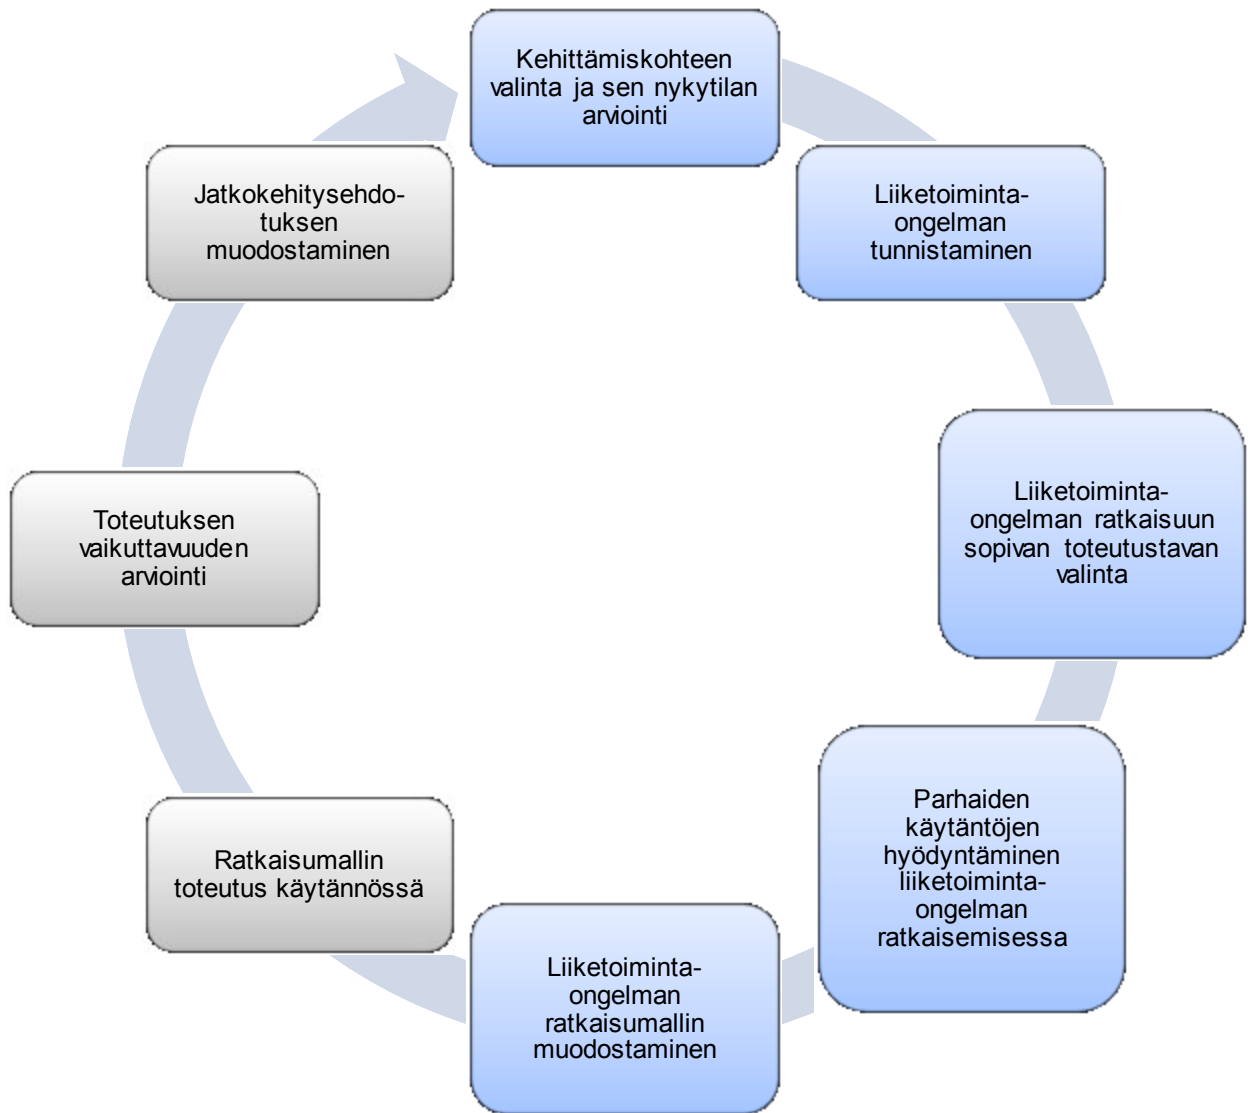 Kehittämiskohteen
valinta ja sen nykytilan
arviointi
Liiketoiminta-
ongelman
tunnistaminen
Liiketoiminta-
ongelman ratkaisuun
sopivan toteutustavan
valinta
Parhaiden
käytäntöjen
hyödyntäminen
liiketoiminta-
ongelman
ratkaisemisessa
Liiketoiminta-
ongelman
ratkaisumallin
muodostaminen
Ratkaisumallin
toteutus käytännössä
Toteutuksen
vaikuttavuuden
arviointi
Jatkokehitysehdo-
tuksen
muodostaminen